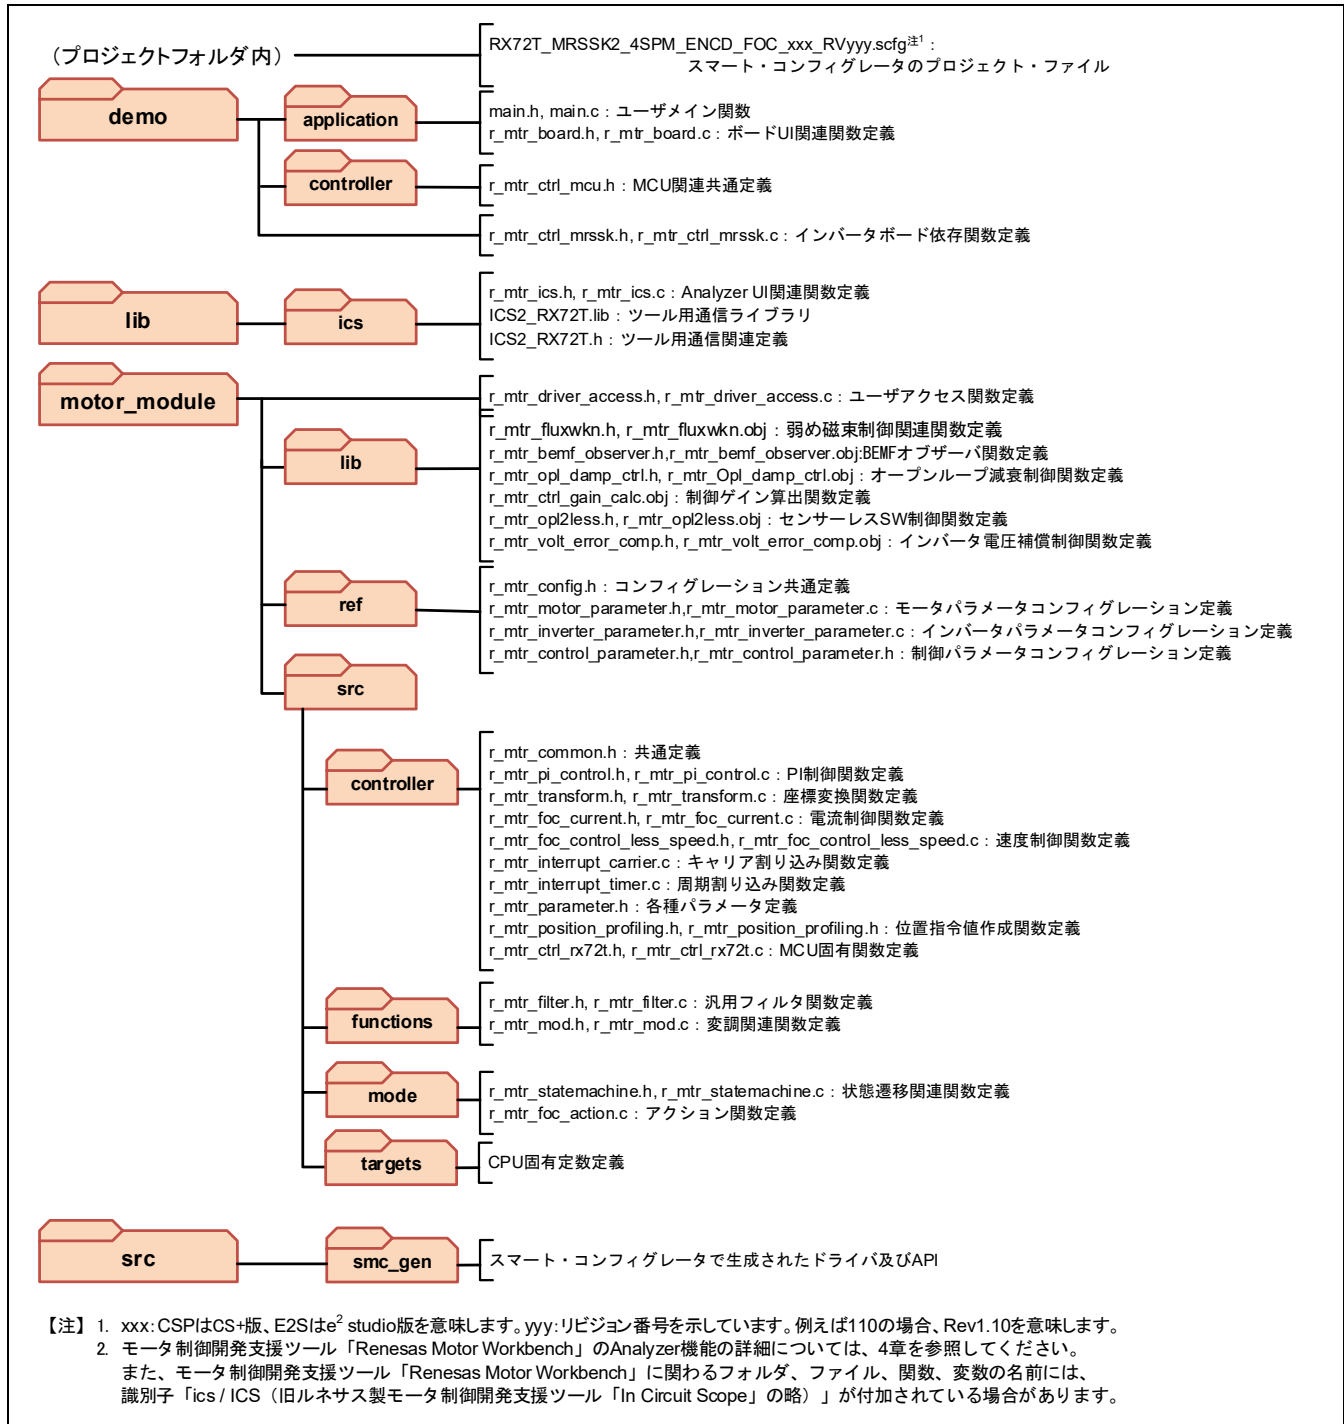 (プロジェクトフォルダ内)
RX72T_MRSSK2_4SPM_ENCD_FOC_xxx_RVyyy.scfg注1：
スマート・コンフィグレータのプロジェクト・ファイル
demo
application
main.h, main.c：ユーザメイン関数
r_mtr_board.h, r_mtr_board.c：ボードUI関連関数定義
controller
r_mtr_ctrl_mcu.h：MCU関連共通定義
r_mtr_ctrl_mrssk.h, r_mtr_ctrl_mrssk.c：インバータボード依存関数定義
lib
ics
r_mtr_ics.h, r_mtr_ics.c：Analyzer UI関連関数定義
ICS2_RX72T.lib：ツール用通信ライブラリ
ICS2_RX72T.h：ツール用通信関連定義
motor_module
r_mtr_driver_access.h, r_mtr_driver_access.c：ユーザアクセス関数定義
lib
r_mtr_fluxwkn.h, r_mtr_fluxwkn.obj：弱め磁束制御関連関数定義
r_mtr_bemf_observer.h,r_mtr_bemf_observer.obj:BEMFオブザーバ関数定義
r_mtr_opl_damp_ctrl.h, r_mtr_Opl_damp_ctrl.obj：オープンループ減衰制御関数定義
r_mtr_ctrl_gain_calc.obj：制御ゲイン算出関数定義
r_mtr_opl2less.h, r_mtr_opl2less.obj：センサーレスSW制御関数定義
r_mtr_volt_error_comp.h, r_mtr_volt_error_comp.obj：インバータ電圧補償制御関数定義
ref
r_mtr_config.h：コンフィグレーション共通定義
r_mtr_motor_parameter.h,r_mtr_motor_parameter.c：モータパラメータコンフィグレーション定義
r_mtr_inverter_parameter.h,r_mtr_inverter_parameter.c：インバータパラメータコンフィグレーション定義
r_mtr_control_parameter.h,r_mtr_control_parameter.h：制御パラメータコンフィグレーション定義
src
controller
r_mtr_common.h：共通定義
r_mtr_pi_control.h, r_mtr_pi_control.c：PI制御関数定義
r_mtr_transform.h, r_mtr_transform.c：座標変換関数定義
r_mtr_foc_current.h, r_mtr_foc_current.c：電流制御関数定義
r_mtr_foc_control_less_speed.h, r_mtr_foc_control_less_speed.c：速度制御関数定義
r_mtr_interrupt_carrier.c：キャリア割り込み関数定義
r_mtr_interrupt_timer.c：周期割り込み関数定義
r_mtr_parameter.h：各種パラメータ定義
r_mtr_position_profiling.h, r_mtr_position_profiling.h：位置指令値作成関数定義
r_mtr_ctrl_rx72t.h, r_mtr_ctrl_rx72t.c：MCU固有関数定義
functions
r_mtr_filter.h, r_mtr_filter.c：汎用フィルタ関数定義
r_mtr_mod.h, r_mtr_mod.c：変調関連関数定義
mode
r_mtr_statemachine.h, r_mtr_statemachine.c：状態遷移関連関数定義
r_mtr_foc_action.c：アクション関数定義
targets
CPU固有定数定義
src
smc_gen
スマート・コンフィグレータで生成されたドライバ及びAPI
【注】 1. xxx:CSPはCS+版、E2Sはe2 studio版を意味します。yyy:リビジョン番号を示しています。例えば110の場合、Rev1.10を意味します。
2. モータ制御開発支援ツール「Renesas Motor Workbench」のAnalyzer機能の詳細については、4章を参照してください。
また、モータ制御開発支援ツール「Renesas Motor Workbench」に関わるフォルダ、ファイル、関数、変数の名前には、
識別子「ics / ICS（旧ルネサス製モータ制御開発支援ツール「In Circuit Scope」の略）」が付加されている場合があります。